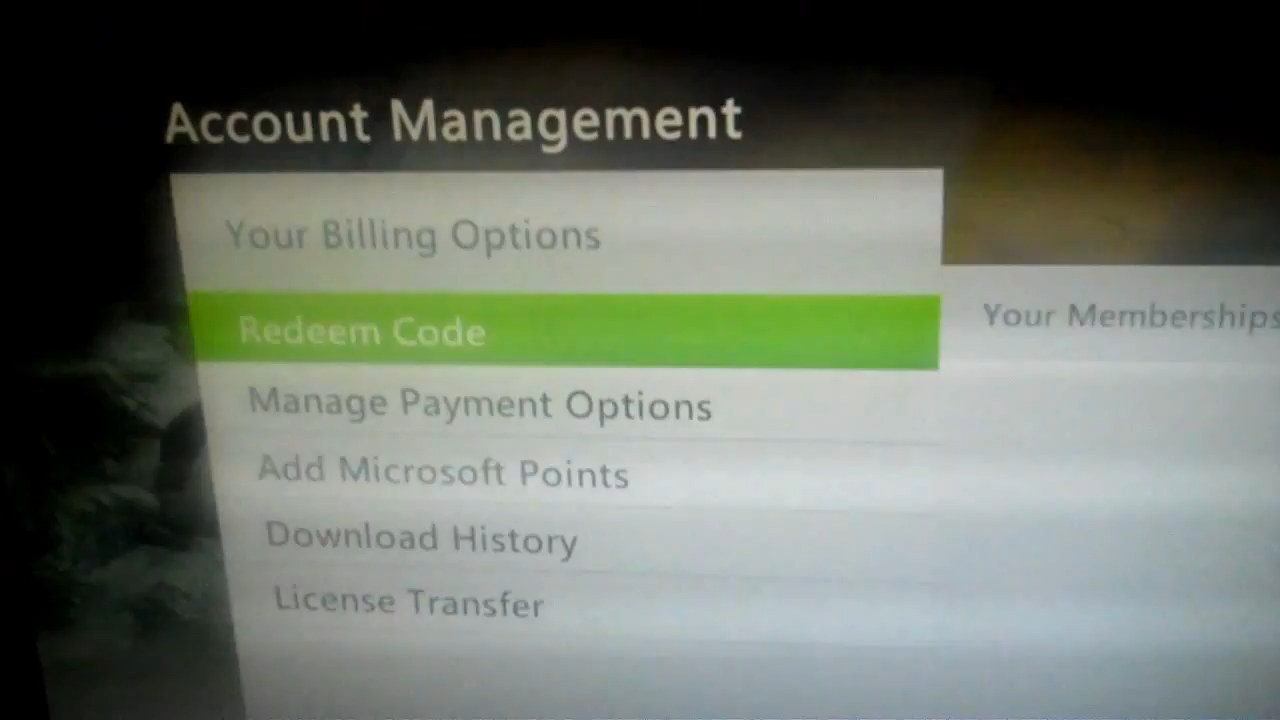 Account Management
Your Billing Options
Redeem Code
Your Memberships
Manage Payment Options
Add Microsoft Points
Download History
License Transfer